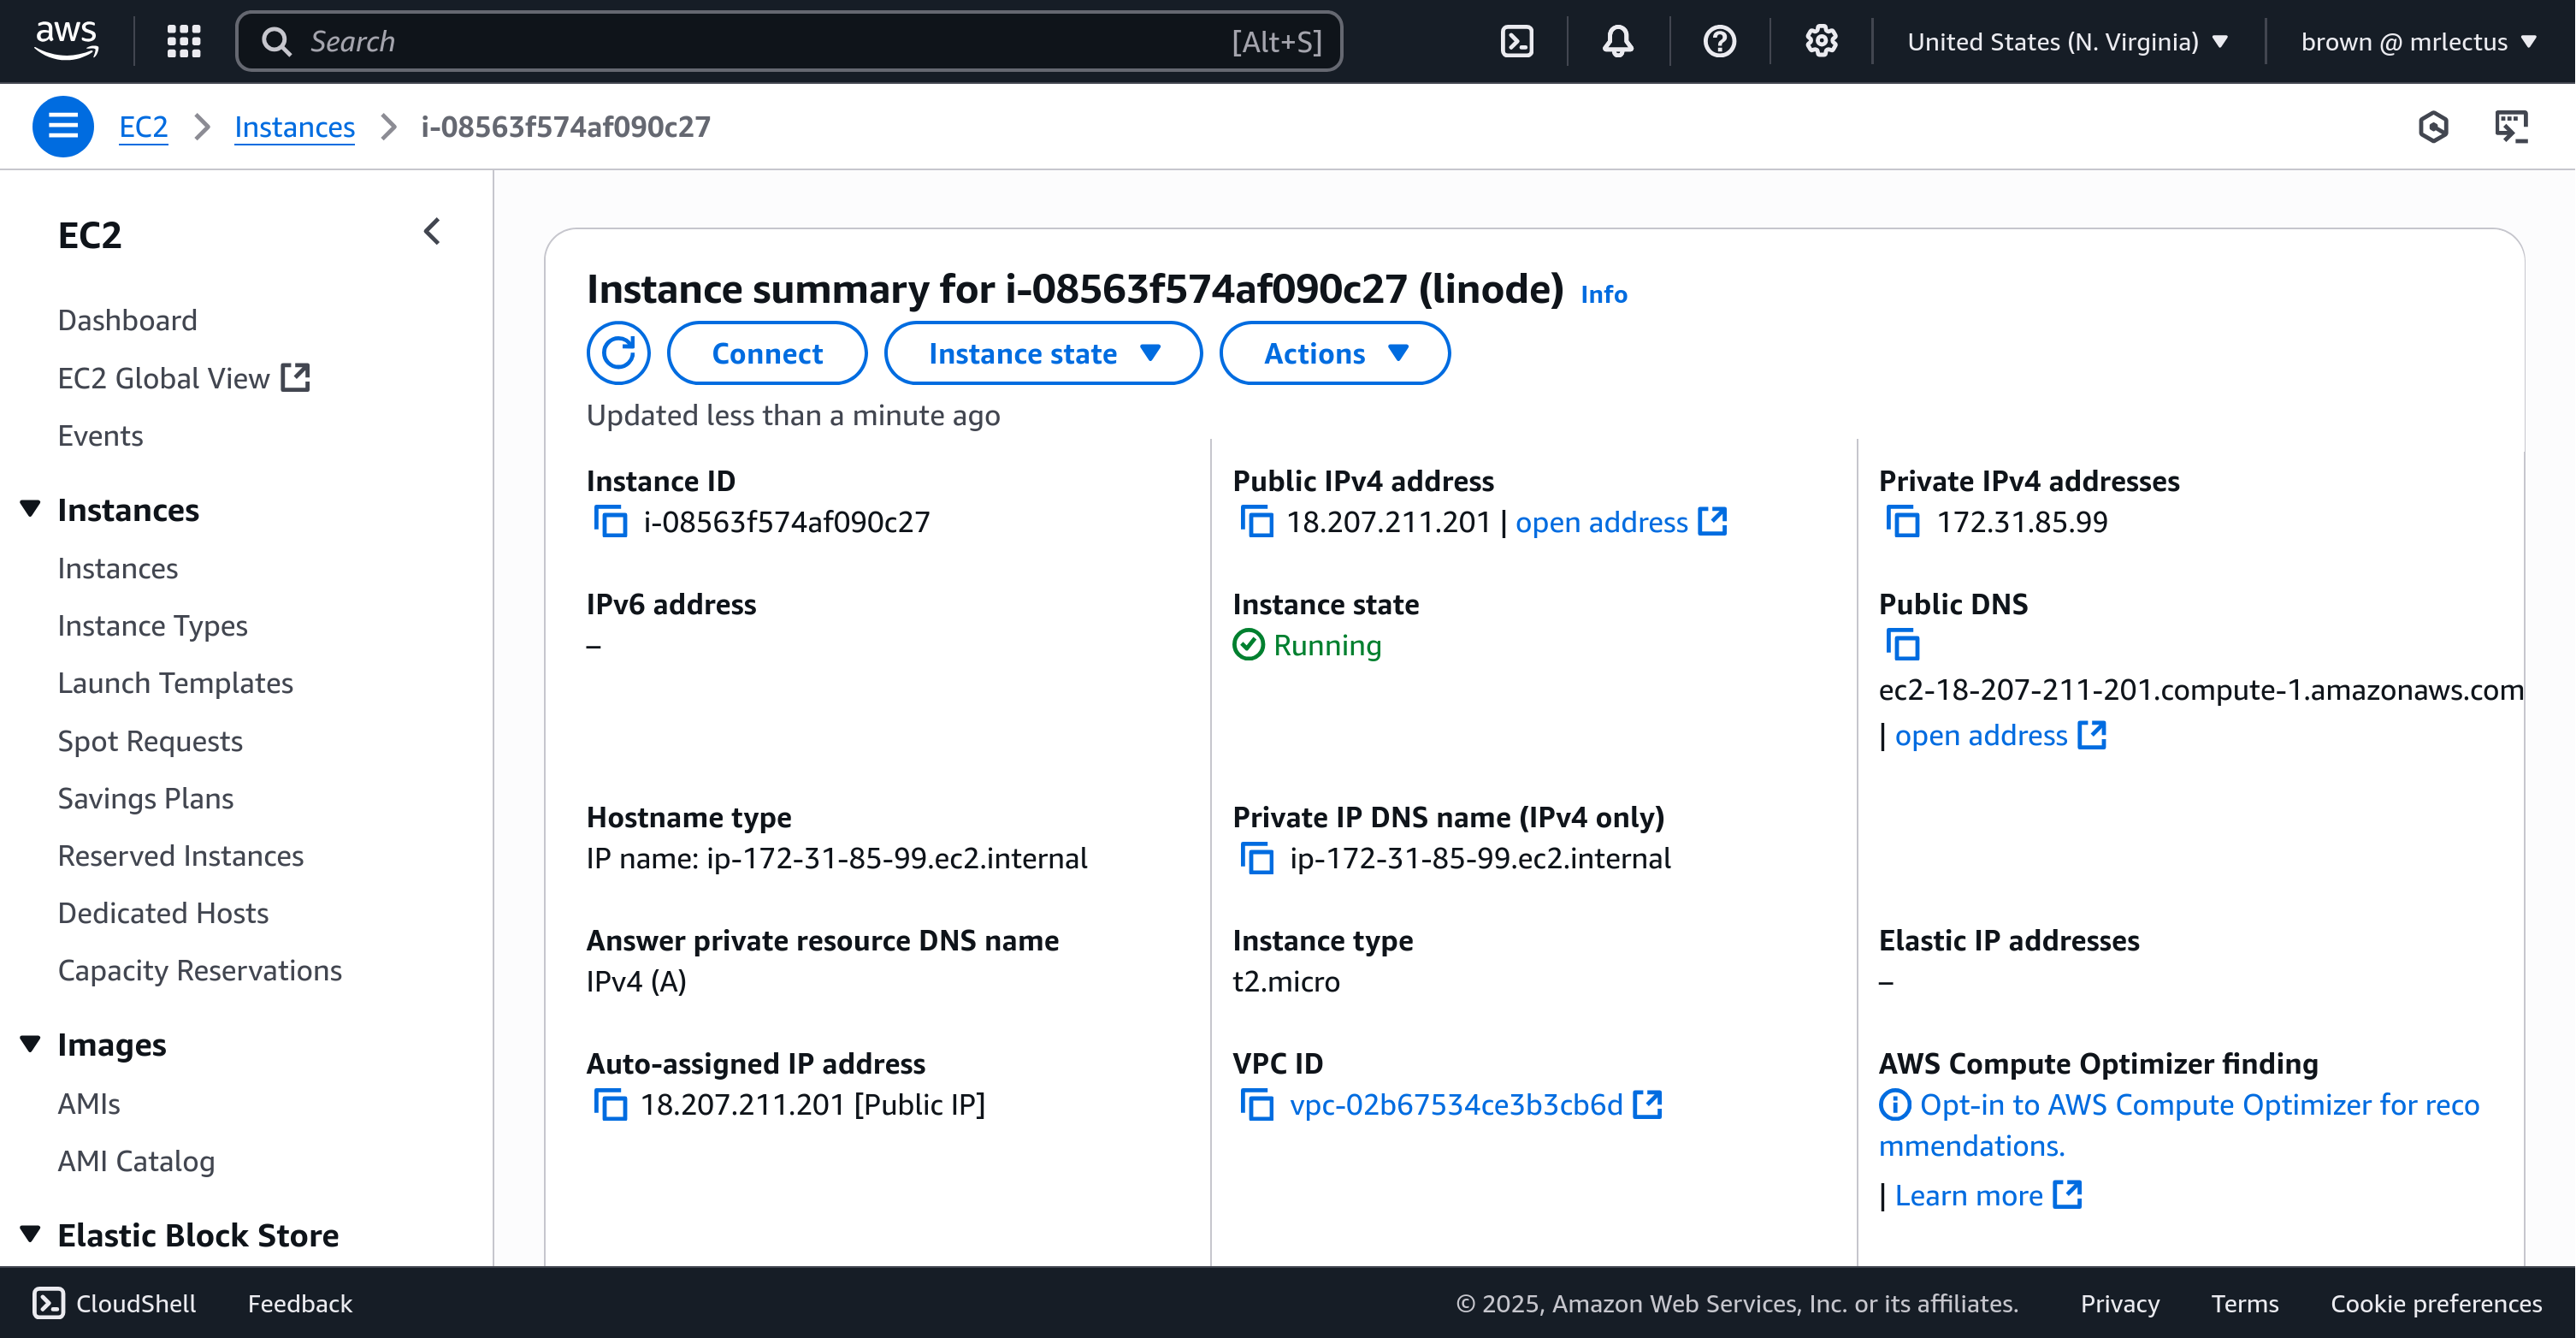 aws
Search [Alt+S]
United States (N. Virginia)
brown @ mrlectus
EC2 Instances i-08563f574af090c27
EC2
Dashboard
EC2 Global View
Events
Instances
Instances
Instance Types
Launch Templates
Spot Requests
Savings Plans
Reserved Instances
Dedicated Hosts
Capacity Reservations
Images
AMIs
AMI Catalog
Elastic Block Store
Instance summary for i-08563f574af090c27 (linode) Info
Connect
Instance state
Actions
Updated less than a minute ago
Instance ID
i-08563f574af090c27
Public IPv4 address
18.207.211.201 | open address
Private IPv4 addresses
172.31.85.99
IPv6 address
–
Instance state
Running
Public DNS
ec2-18-207-211-201.compute-1.amazonaws.com
| open address
Hostname type
IP name: ip-172-31-85-99.ec2.internal
Private IP DNS name (IPv4 only)
ip-172-31-85-99.ec2.internal
Answer private resource DNS name
IPv4 (A)
Instance type
t2.micro
Elastic IP addresses
–
Auto-assigned IP address
18.207.211.201 [Public IP]
VPC ID
vpc-02b67534ce3b3cb6d
AWS Compute Optimizer finding
Opt-in to AWS Compute Optimizer for reco
mmendations.
| Learn more
CloudShell
Feedback
© 2025, Amazon Web Services, Inc. or its affiliates.
Privacy
Terms
Cookie preferences